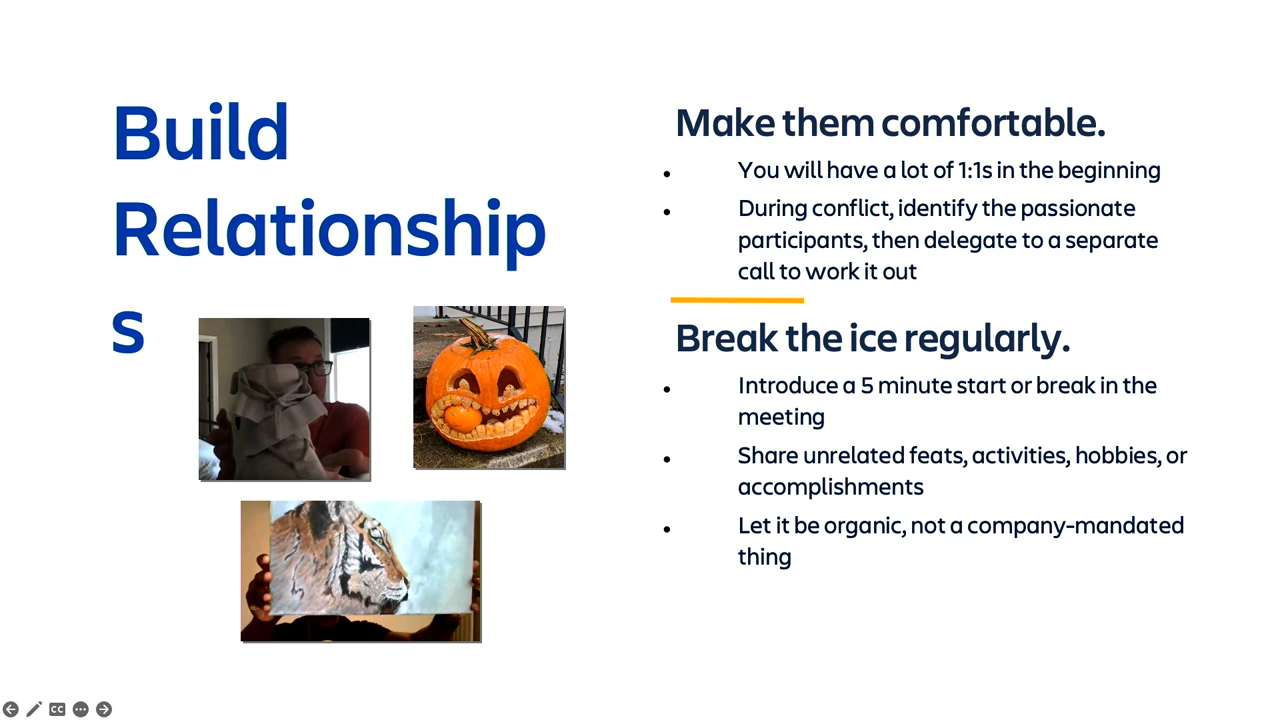 Build
Relationship
s
Make them comfortable.
• You will have a lot of 1:1s in the beginning
• During conflict, identify the passionate
participants, then delegate to a separate
call to work it out
Break the ice regularly.
• Introduce a 5 minute start or break in the
meeting
• Share unrelated feats, activities, hobbies, or
accomplishments
• Let it be organic, not a company-mandated
thing
CC